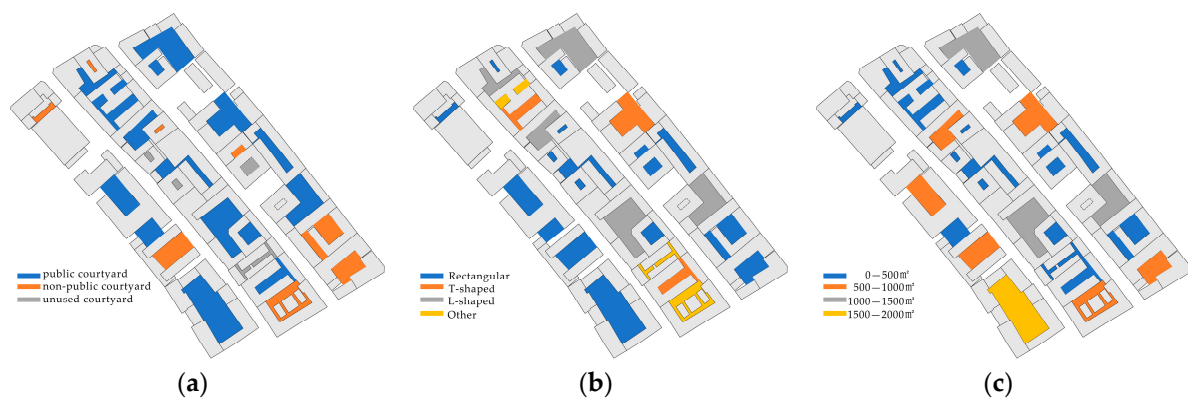 public courtyard
non-public courtyard
unused courtyard
(a)
Rectangular
T-shaped
L-shaped
Other
(b)
0—500㎡
500—1000㎡
1000—1500㎡
1500—2000㎡
(c)